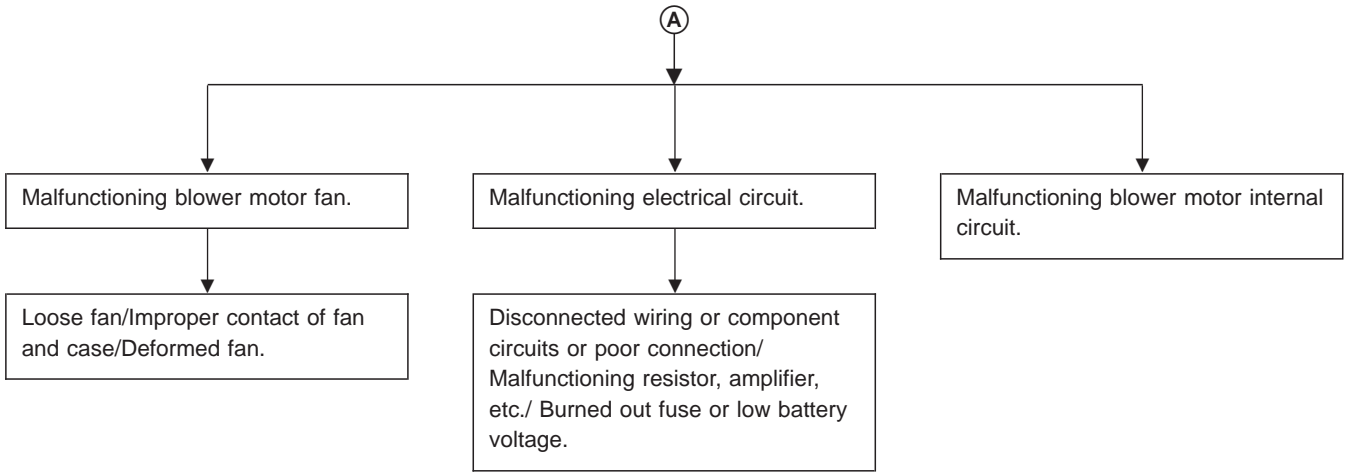 A
Malfunctioning blower motor fan.
Malfunctioning electrical circuit.
Malfunctioning blower motor internal
circuit.
Loose fan/Improper contact of fan
and case/Deformed fan.
Disconnected wiring or component
circuits or poor connection/
Malfunctioning resistor, amplifier,
etc./ Burned out fuse or low battery
voltage.